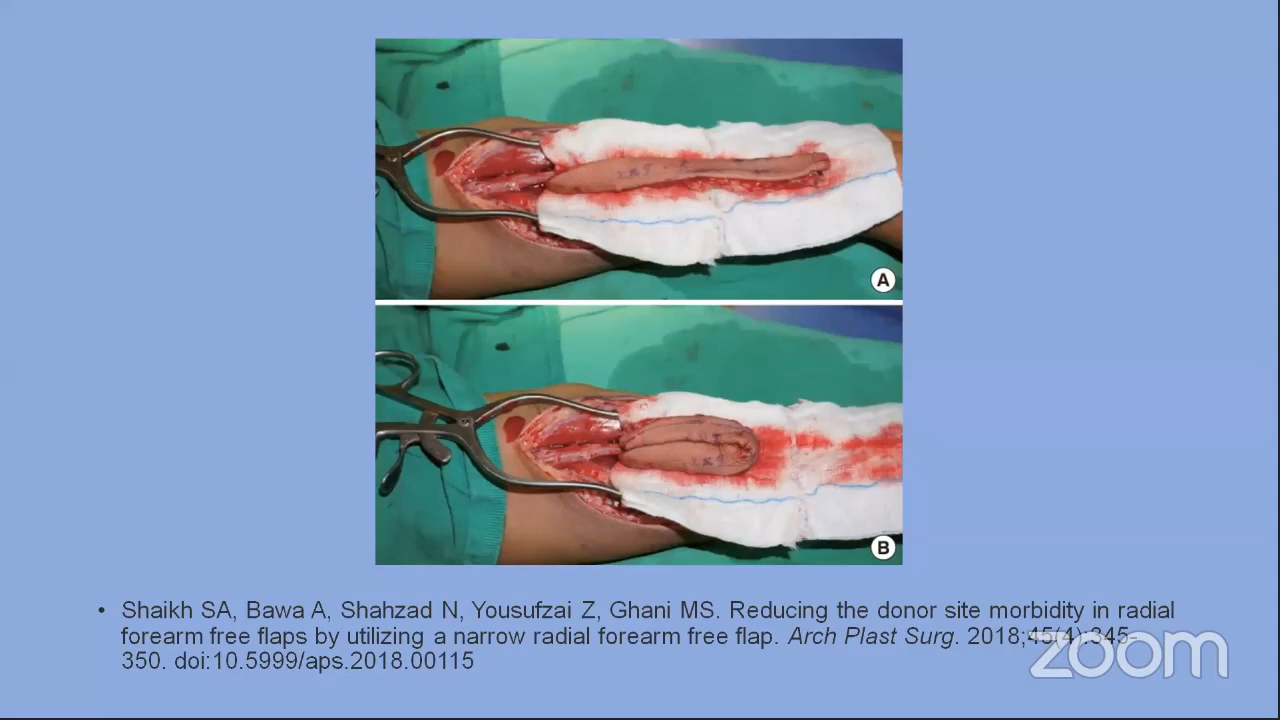 A
B
• Shaikh SA, Bawa A, Shahzad N, Yousufzai Z, Ghani MS. Reducing the donor site morbidity in radial
forearm free flaps by utilizing a narrow radial forearm free flap. Arch Plast Surg. 2018;45(4):345-
350. doi:10.5999/aps.2018.00115
zoom